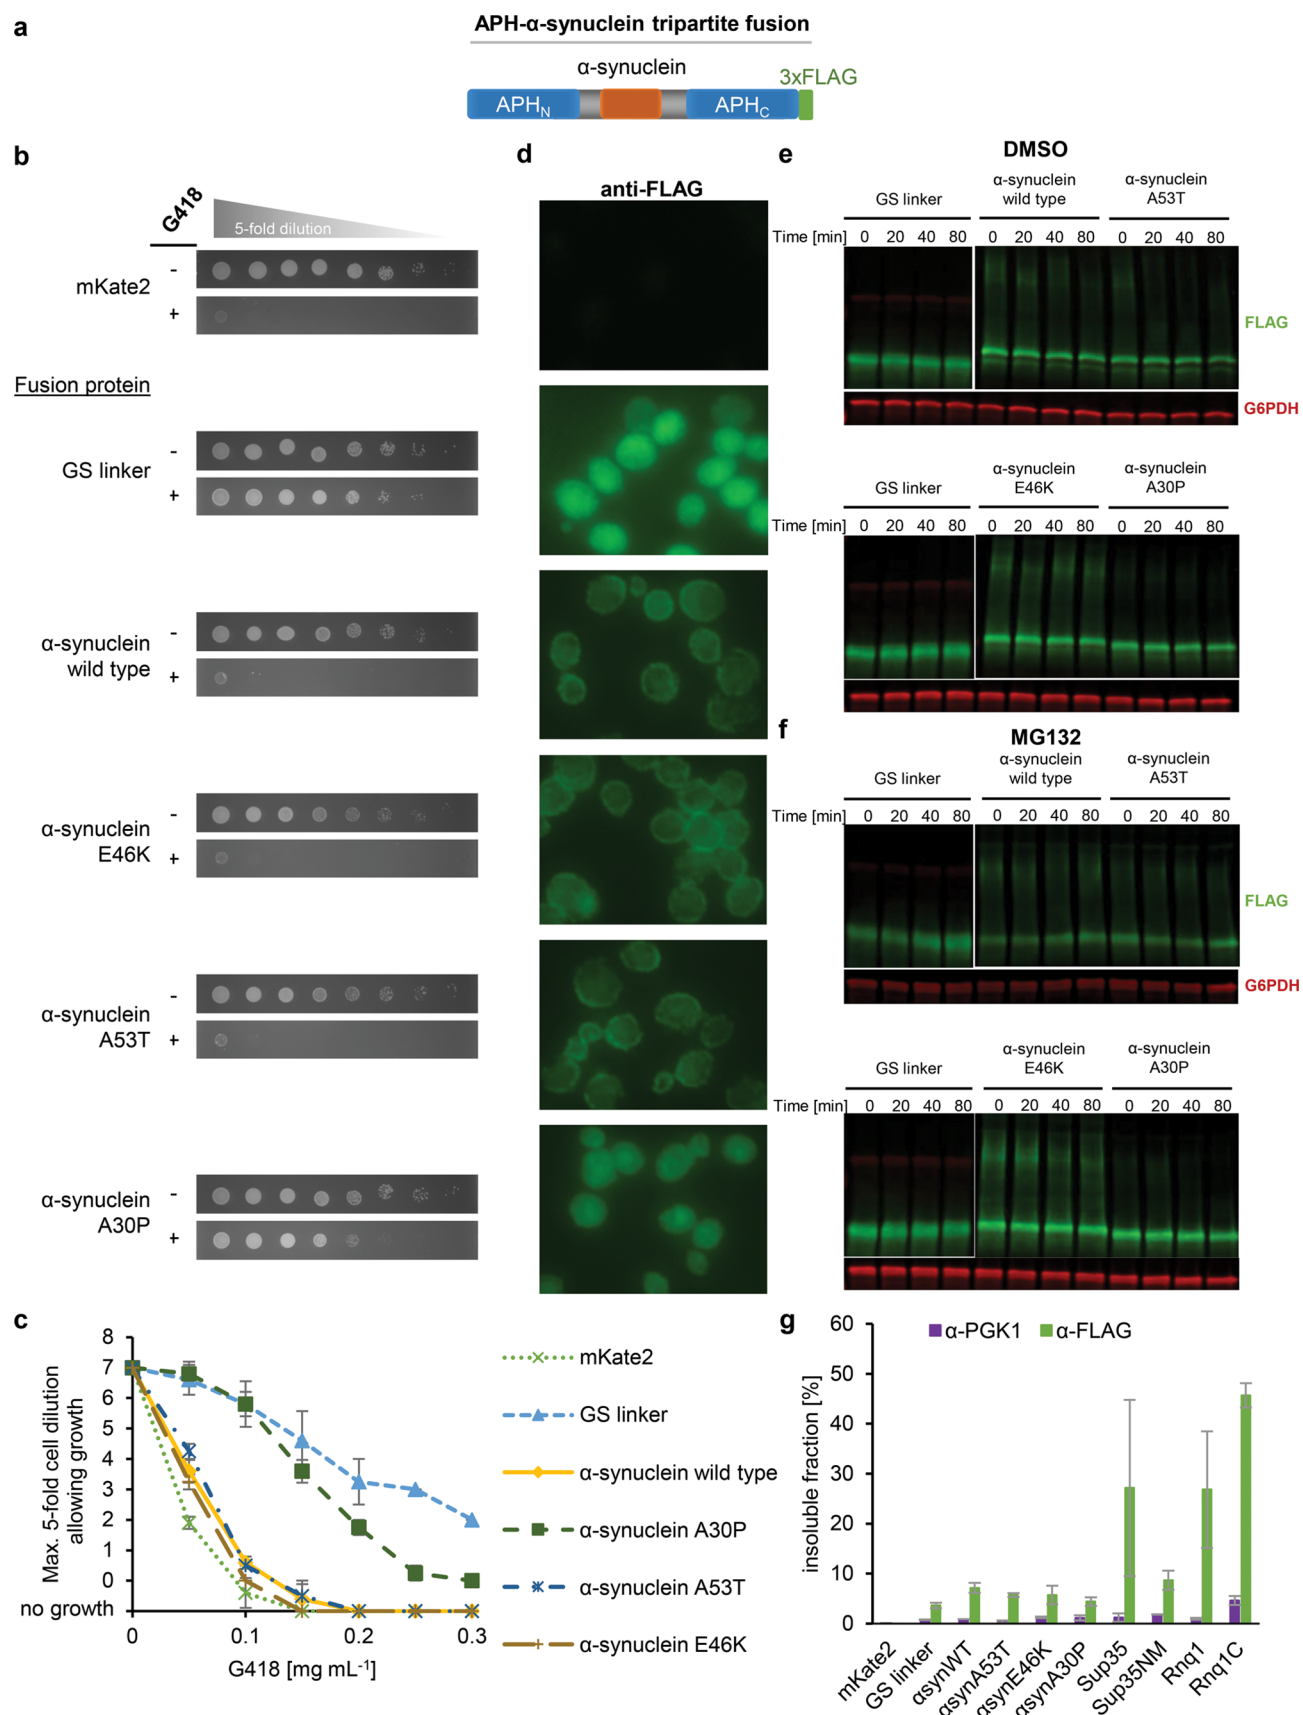 a
APH-α-synuclein tripartite fusion
α-synuclein
3xFLAG
APHN
APHC
b
G418
5-fold dilution
mKate2
-
+
Fusion protein
GS linker
-
+
α-synuclein
wild type
-
+
α-synuclein
E46K
-
+
α-synuclein
A53T
-
+
α-synuclein
A30P
-
+
d
anti-FLAG
e
DMSO
GS linker
α-synuclein
wild type
α-synuclein
A53T
Time [min] 0 20 40 80 0 20 40 80 0 20 40 80
FLAG
G6PDH
GS linker
α-synuclein
E46K
α-synuclein
A30P
Time [min] 0 20 40 80 0 20 40 80 0 20 40 80
f
MG132
GS linker
α-synuclein
wild type
α-synuclein
A53T
Time [min] 0 20 40 80 0 20 40 80 0 20 40 80
FLAG
G6PDH
GS linker
α-synuclein
E46K
α-synuclein
A30P
Time [min] 0 20 40 80 0 20 40 80 0 20 40 80
c
Max. 5-fold cell dilution
allowing growth
8
7
6
5
4
3
2
1
0
no growth
0 0.1 0.2 0.3
G418 [mg mL-1]
mKate2
GS linker
α-synuclein wild type
α-synuclein A30P
α-synuclein A53T
α-synuclein E46K
g
α-PGK1 α-FLAG
insoluble fraction [%]
60
50
40
30
20
10
0
mKate2
GS linker
αsynWT
αsynA53T
αsynE46K
αsynA30P
Sup35
Sup35NM
Rnq1
Rnq1C